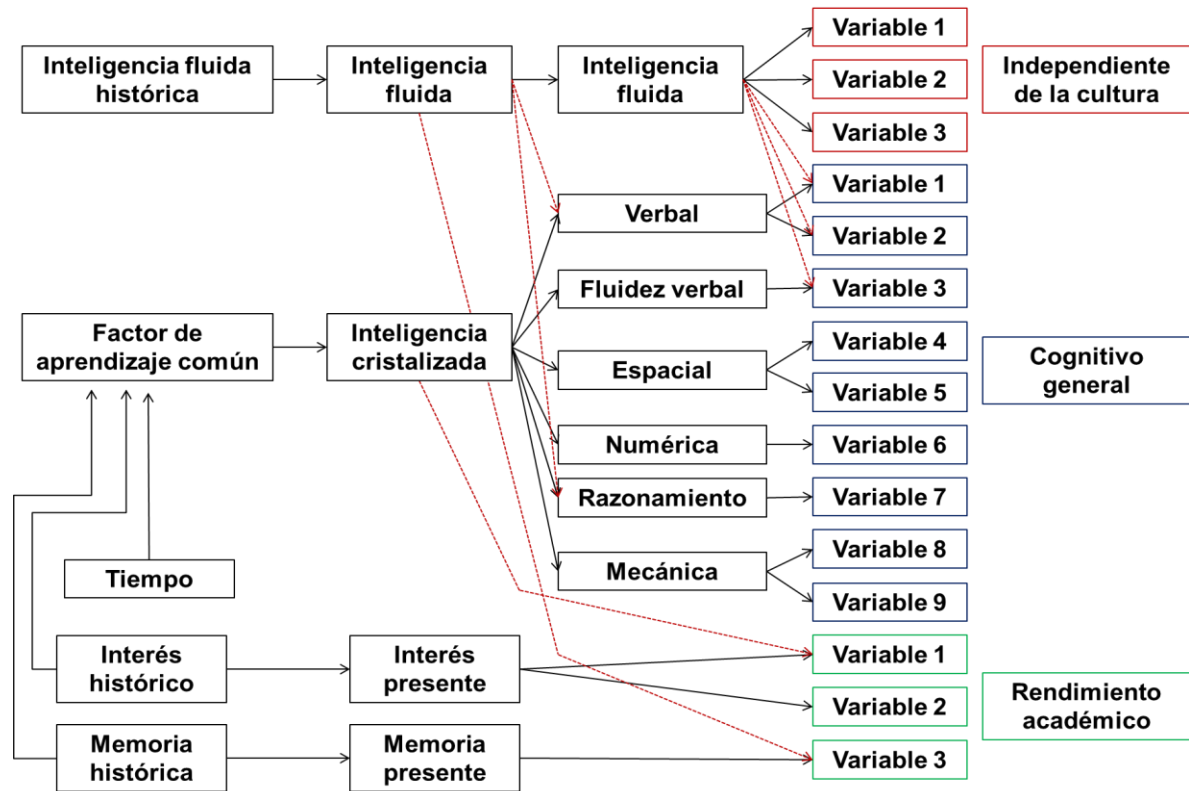 Inteligencia fluida
histórica
Inteligencia
fluida
Inteligencia
fluida
Variable 1
Variable 2
Variable 3
Independiente
de la cultura
Verbal
Variable 1
Variable 2
Fluidez verbal
Variable 3
Factor de
aprendizaje común
Inteligencia
cristalizada
Espacial
Variable 4
Variable 5
Cognitivo
general
Numérica
Variable 6
Razonamiento
Variable 7
Tiempo
Mecánica
Variable 8
Variable 9
Interés
histórico
Interés
presente
Variable 1
Variable 2
Rendimiento
académico
Memoria
histórica
Memoria
presente
Variable 3